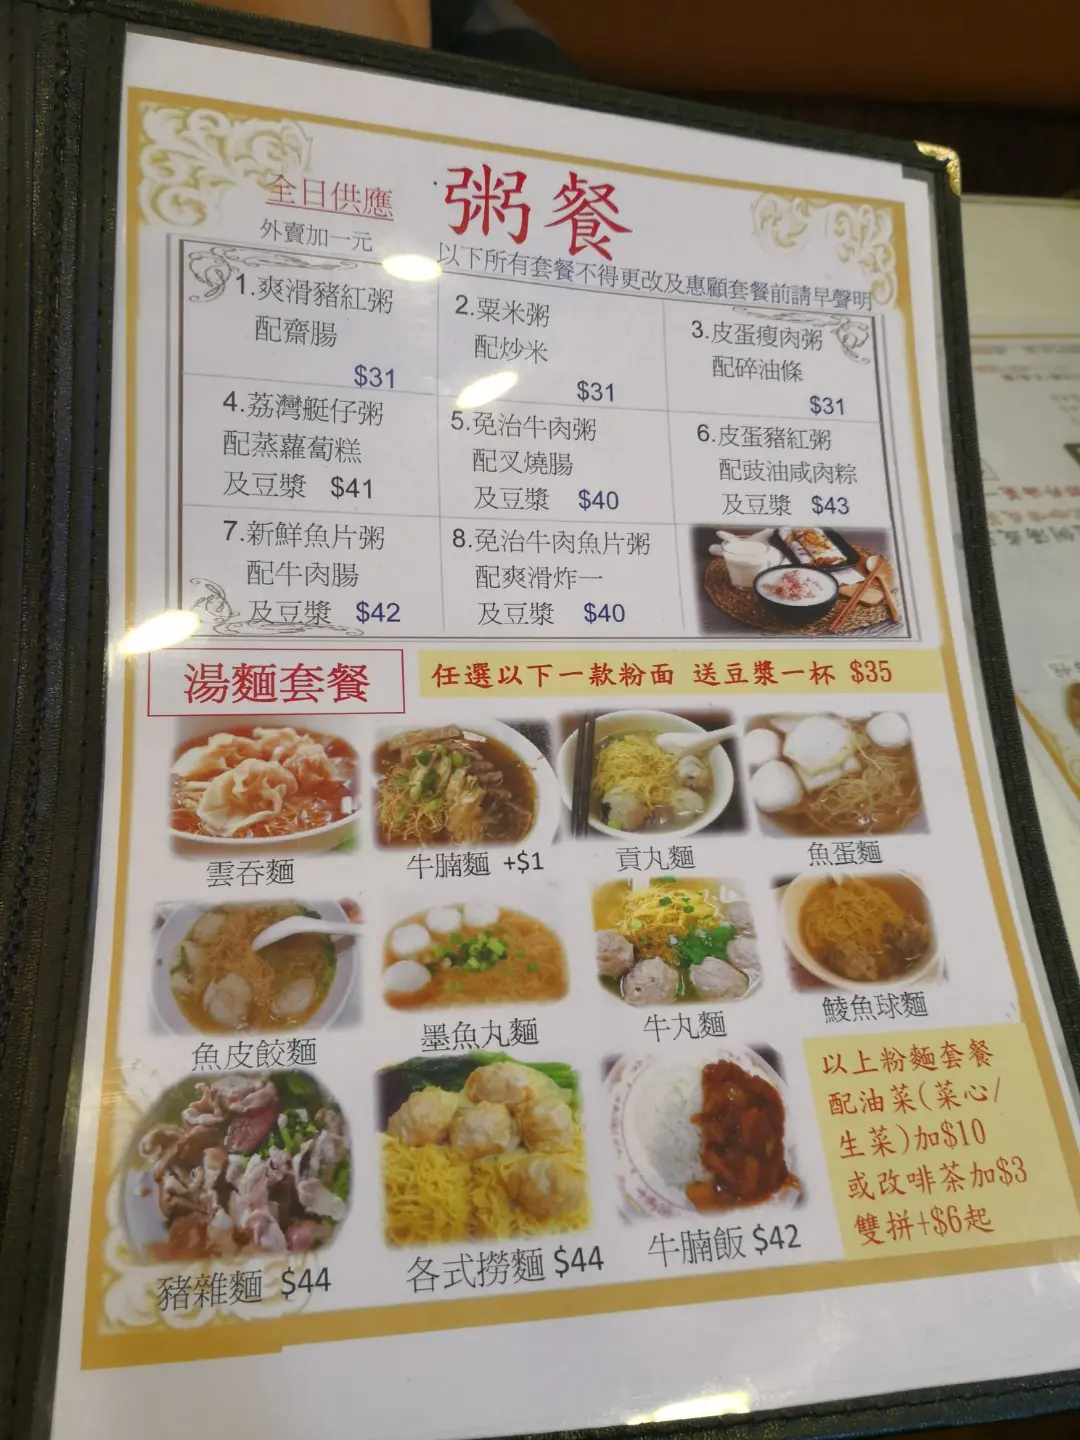 全日供應
粥餐
外賣加一元
以下所有套餐不得更改及惠顧套餐前請早聲明
1.爽滑豬紅粥
配齋腸
$31
2.粟米粥
配炒米
$31
3.皮蛋瘦肉粥
配碎油條
$31
4.荔灣艇仔粥
配蒸蘿蔔糕
及豆漿 $41
5.免治牛肉粥
配叉燒腸
及豆漿 $40
6.皮蛋豬紅粥
配豉油咸肉粽
及豆漿 $43
7.新鮮魚片粥
配牛肉腸
及豆漿 $42
8.免治牛肉魚片粥
配爽滑炸一
及豆漿 $40
湯麵套餐
任選以下一款粉面 送豆漿一杯 $35
雲吞麵
牛腩麵 +$1
貢丸麵
魚蛋麵
魚皮餃麵
墨魚丸麵
牛丸麵
鯪魚球麵
豬雜麵 $44
各式撈麵 $44
牛腩飯 $42
以上粉麵套餐
配油菜(菜心/
生菜)加$10
或改啡茶加$3
雙拼+$6起